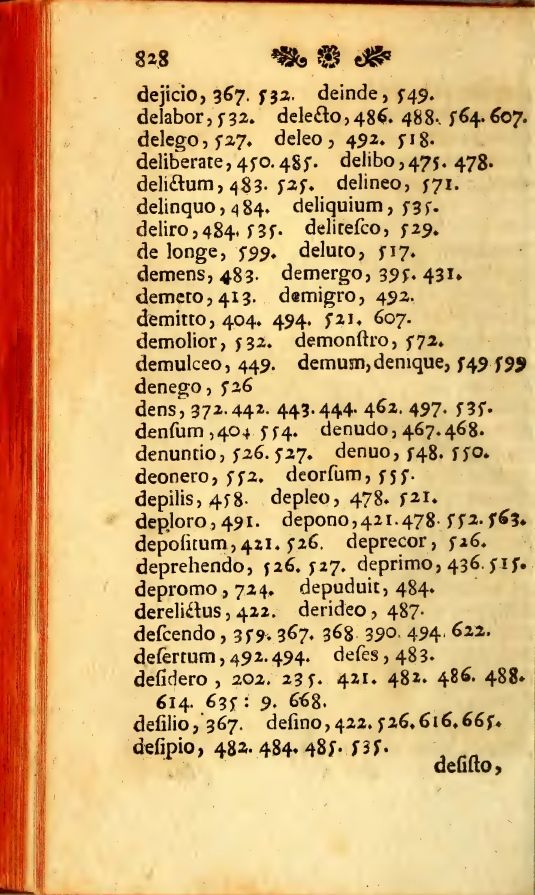 828
dejicio, 367. 532. deinde, 549.
delabor, 532. delecto, 486. 488. 564. 607.
delego, 527. deleo, 492. 518.
deliberate, 450. 485. delibo, 475. 478.
delictum, 483. 525. delineo, 571.
delinquo, 484. deliquium, 535.
deliro, 484. 535. delitesco, 529.
de longe, 599. deluto, 517.
demens, 483. demergo, 395. 431.
demeto, 413. demigro, 492.
demitto, 404. 494. 521. 607.
demolior, 532. demonſtro, 572.
demulceo, 449. demum, denique, 549 599
denego, 526
dens, 372. 442. 443. 444. 462. 497. 535.
denſum, 404 554. denudo, 467. 468.
denuntio, 526. 527. denuo, 548. 550.
deonero, 552. deorſum, 555.
depilis, 458. depleo, 478. 521.
deploro, 491. depono, 421. 478. 552. 563.
depoſitum, 421. 526. deprecor, 526.
deprehendo, 526. 527. deprimo, 436. 515.
depromo, 724. depuduit, 484.
derelictus, 422. derideo, 487.
deſcendo, 359. 367. 368. 390. 494. 622.
deſertum, 492. 494. deſes, 483.
deſidero, 202. 235. 421. 482. 486. 488.
614. 635: 9. 668.
deſilio, 367. deſino, 422. 526. 616. 665.
deſipio, 482. 484. 485. 535.
deſiſto,